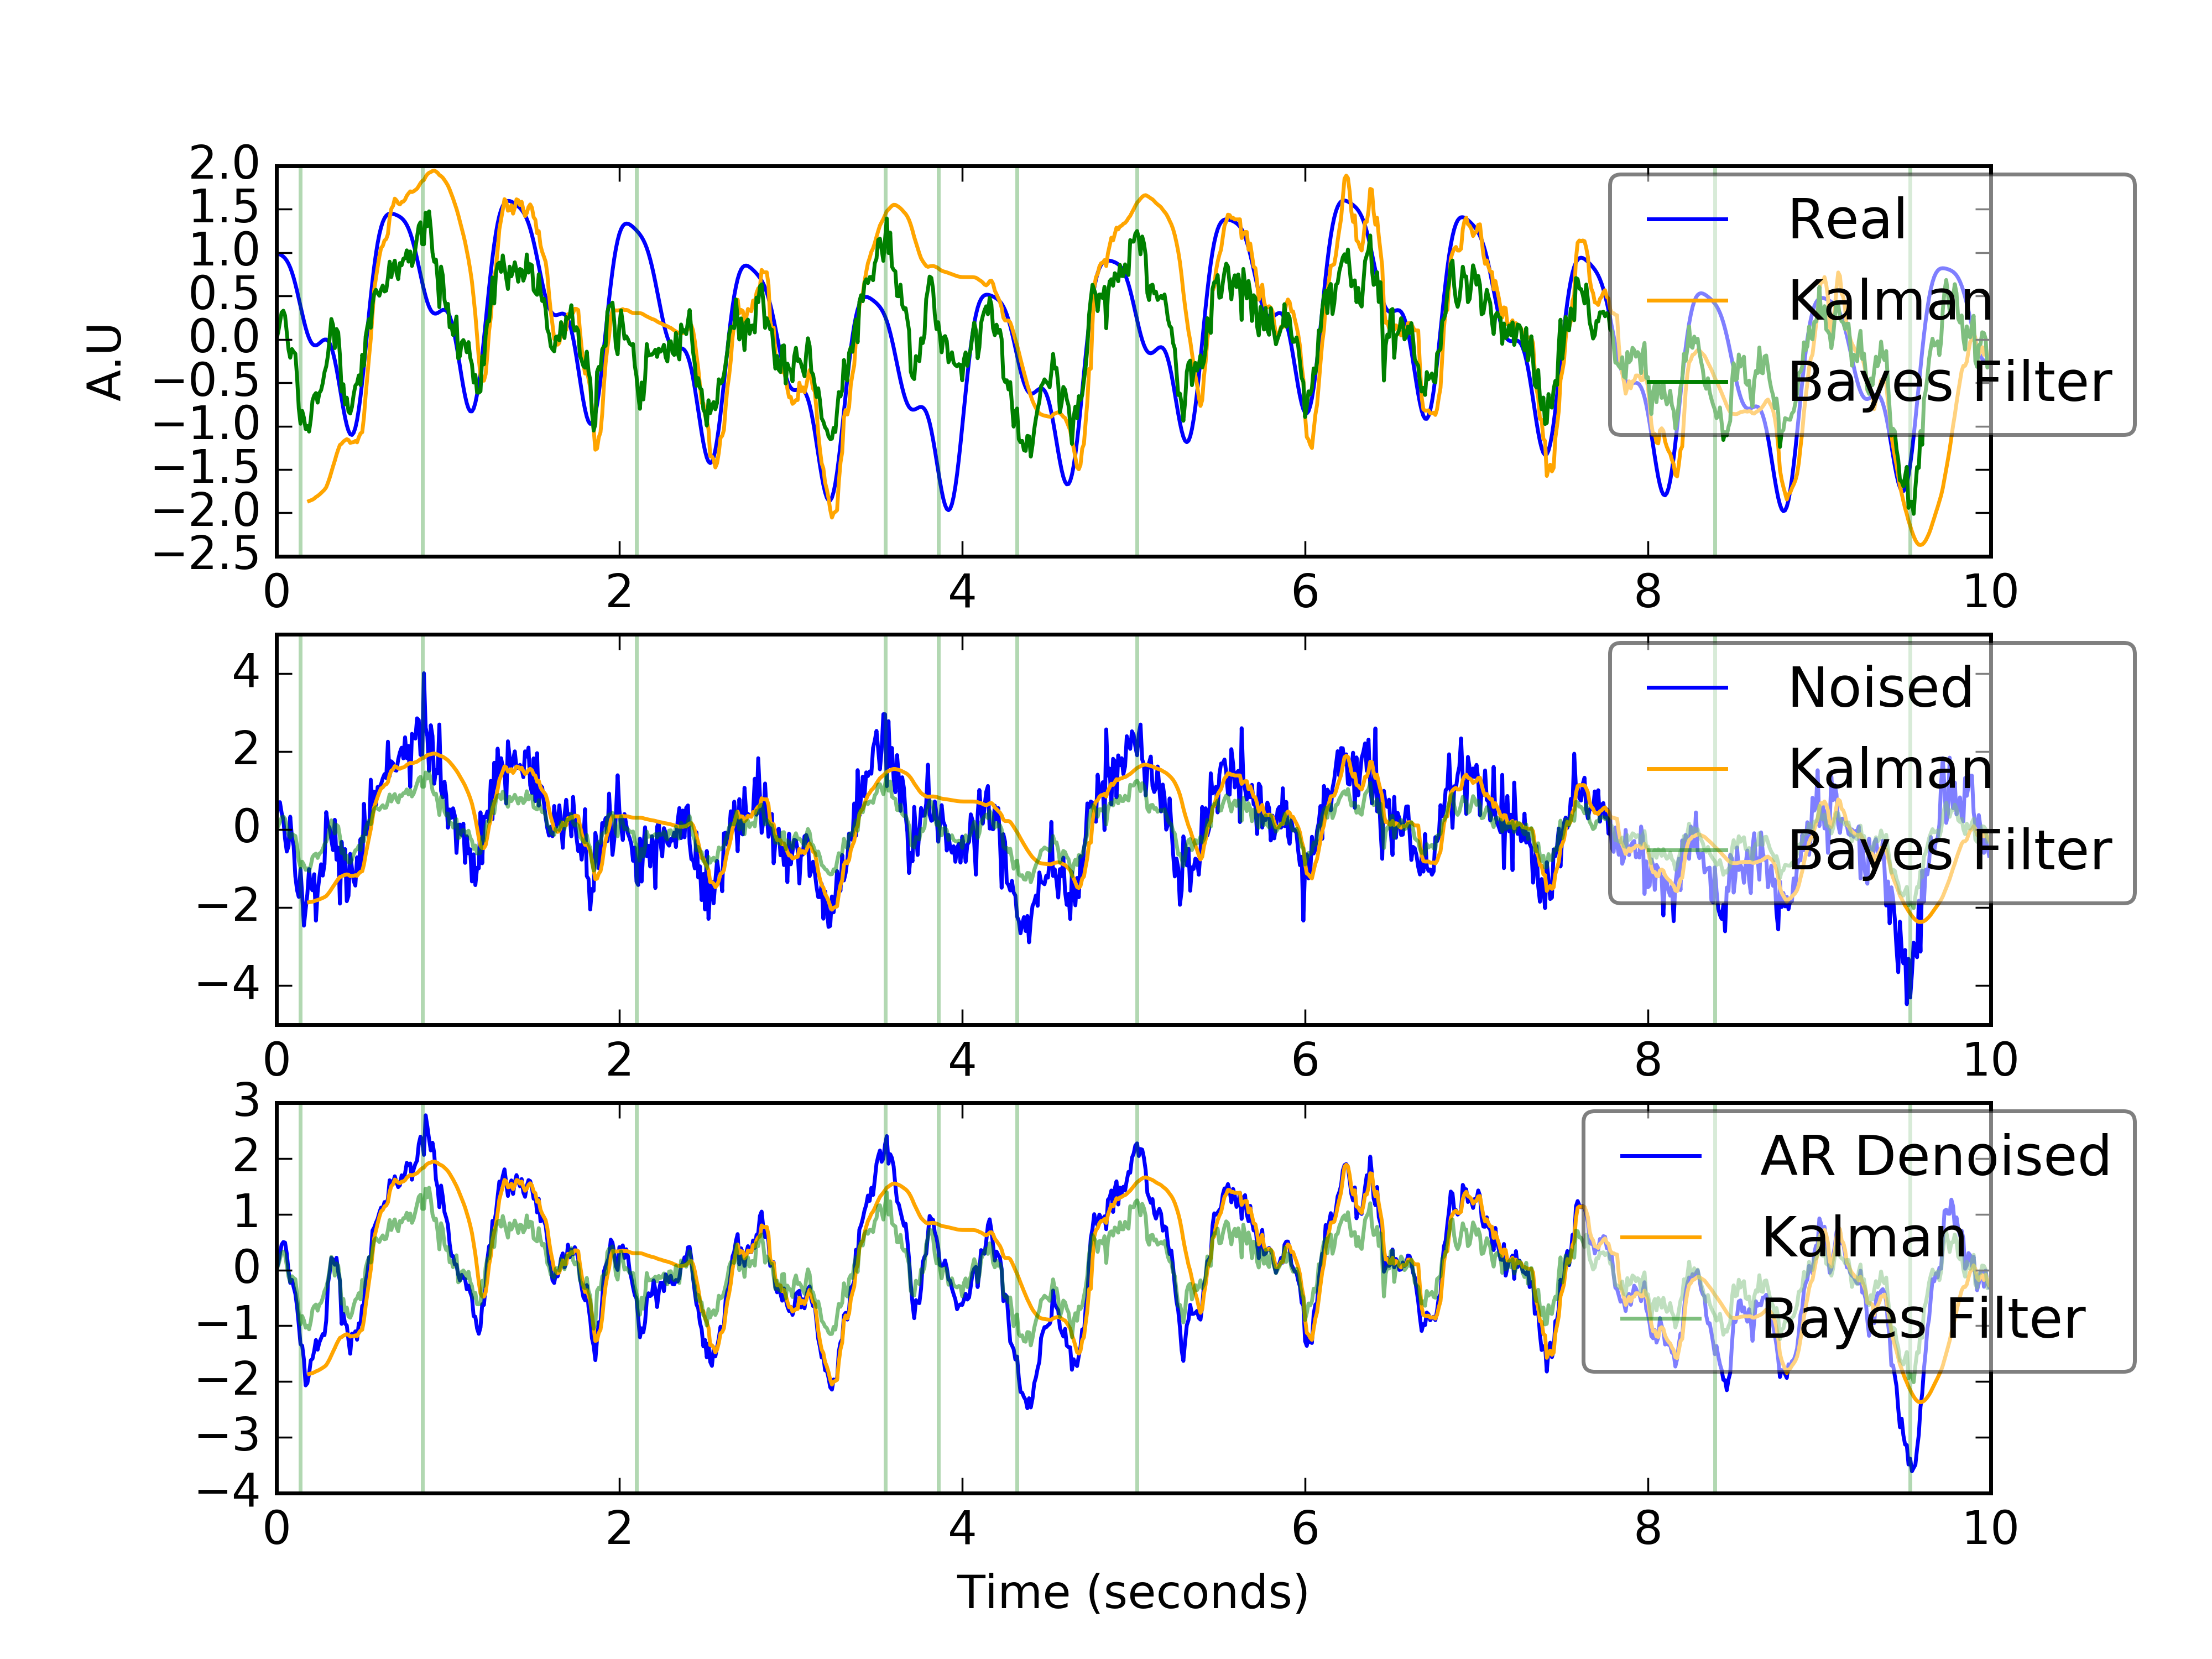 2.0
1.5
1.0
0.5
0.0
−0.5
−1.0
−1.5
−2.0
−2.5
A.U
Real
Kalman
Bayes Filter
0 2 4 6 8 10
4
2
0
−2
−4
Noised
Kalman
Bayes Filter
0 2 4 6 8 10
3
2
1
0
−1
−2
−3
−4
AR Denoised
Kalman
Bayes Filter
0 2 4 6 8 10
Time (seconds)